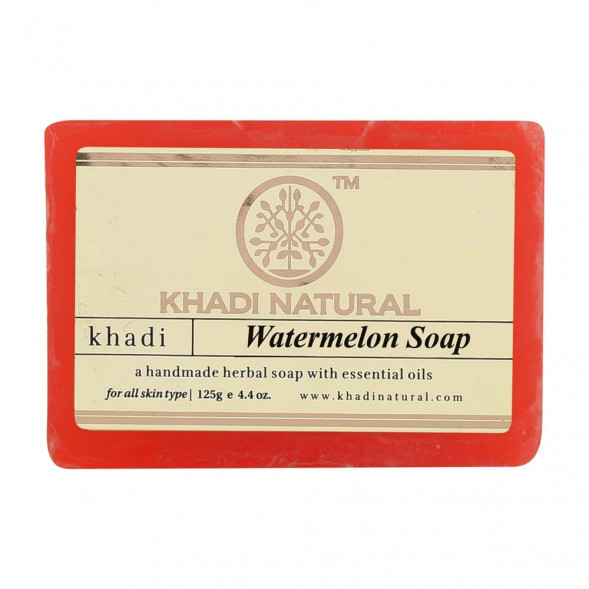 TM
KHADI NATURAL
khadi Watermelon Soap
a handmade herbal soap with essential oils
for all skin type | 125g e 4.4 oz. www.khadinatural.com